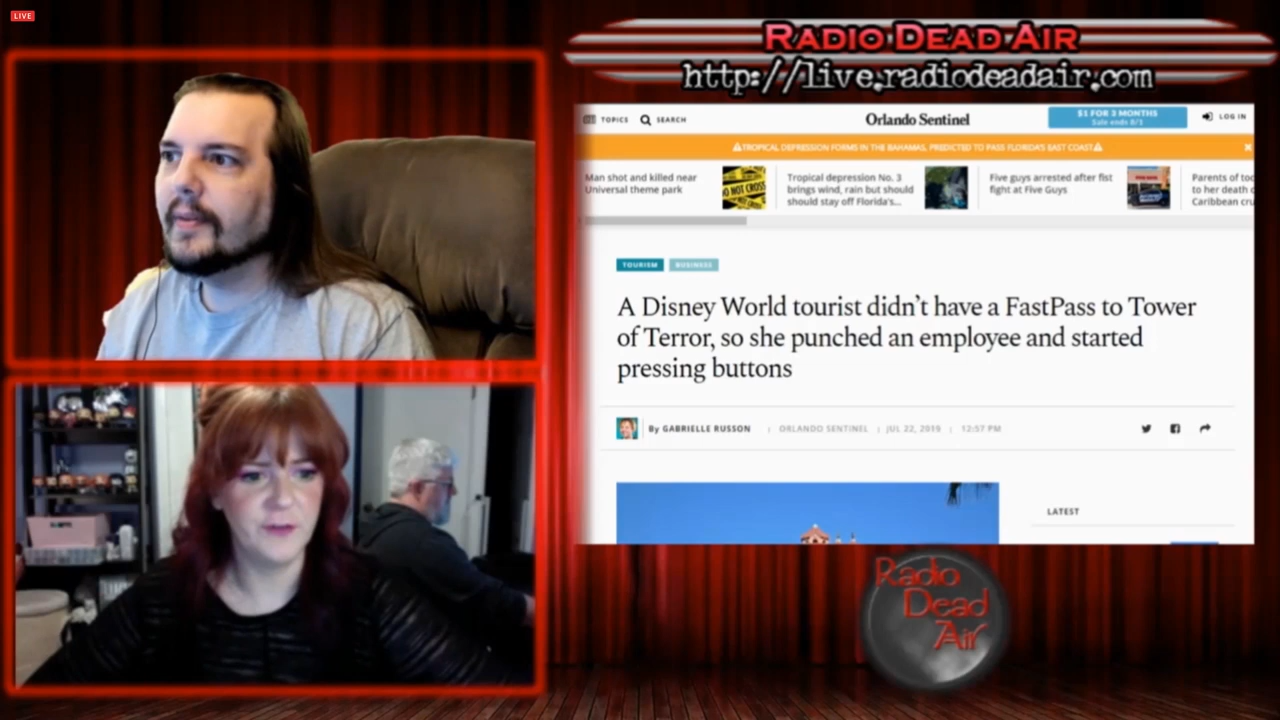 LIVE
RADIO DEAD AIR
http://live.radiodeadair.com
TOPICS
SEARCH
Orlando Sentinel
$1 FOR 3 MONTHS
Sale ends 8/1
LOG IN
TROPICAL DEPRESSION FORMS IN THE BAHAMAS, PREDICTED TO PASS FLORIDA'S EAST COAST
Man shot and killed near
Universal theme park
DO NOT CROSS
Tropical depression No. 3
brings wind, rain but should
should stay off Florida's...
Five guys arrested after fist
fight at Five Guys
Parents of tod
to her death o
Caribbean cru
TOURISM
BUSINESS
A Disney World tourist didn't have a FastPass to Tower
of Terror, so she punched an employee and started
pressing buttons
By GABRIELLE RUSSON | ORLANDO SENTINEL | JUL 22, 2019 | 12:57 PM
LATEST
Radio
Dead
Air